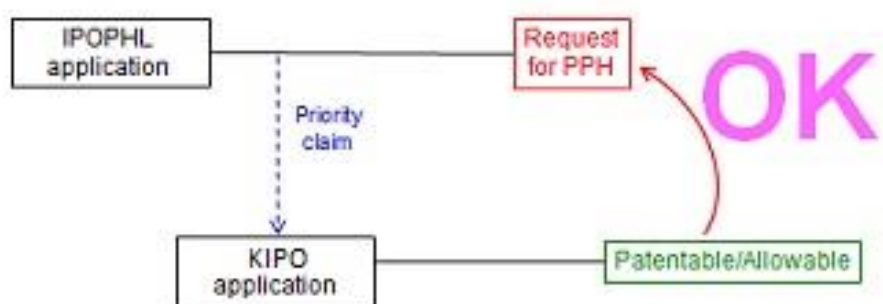 IPOPHL
application
Request
for PPH
OK
Priority
claim
KIPO
application
Patentable/Allowable